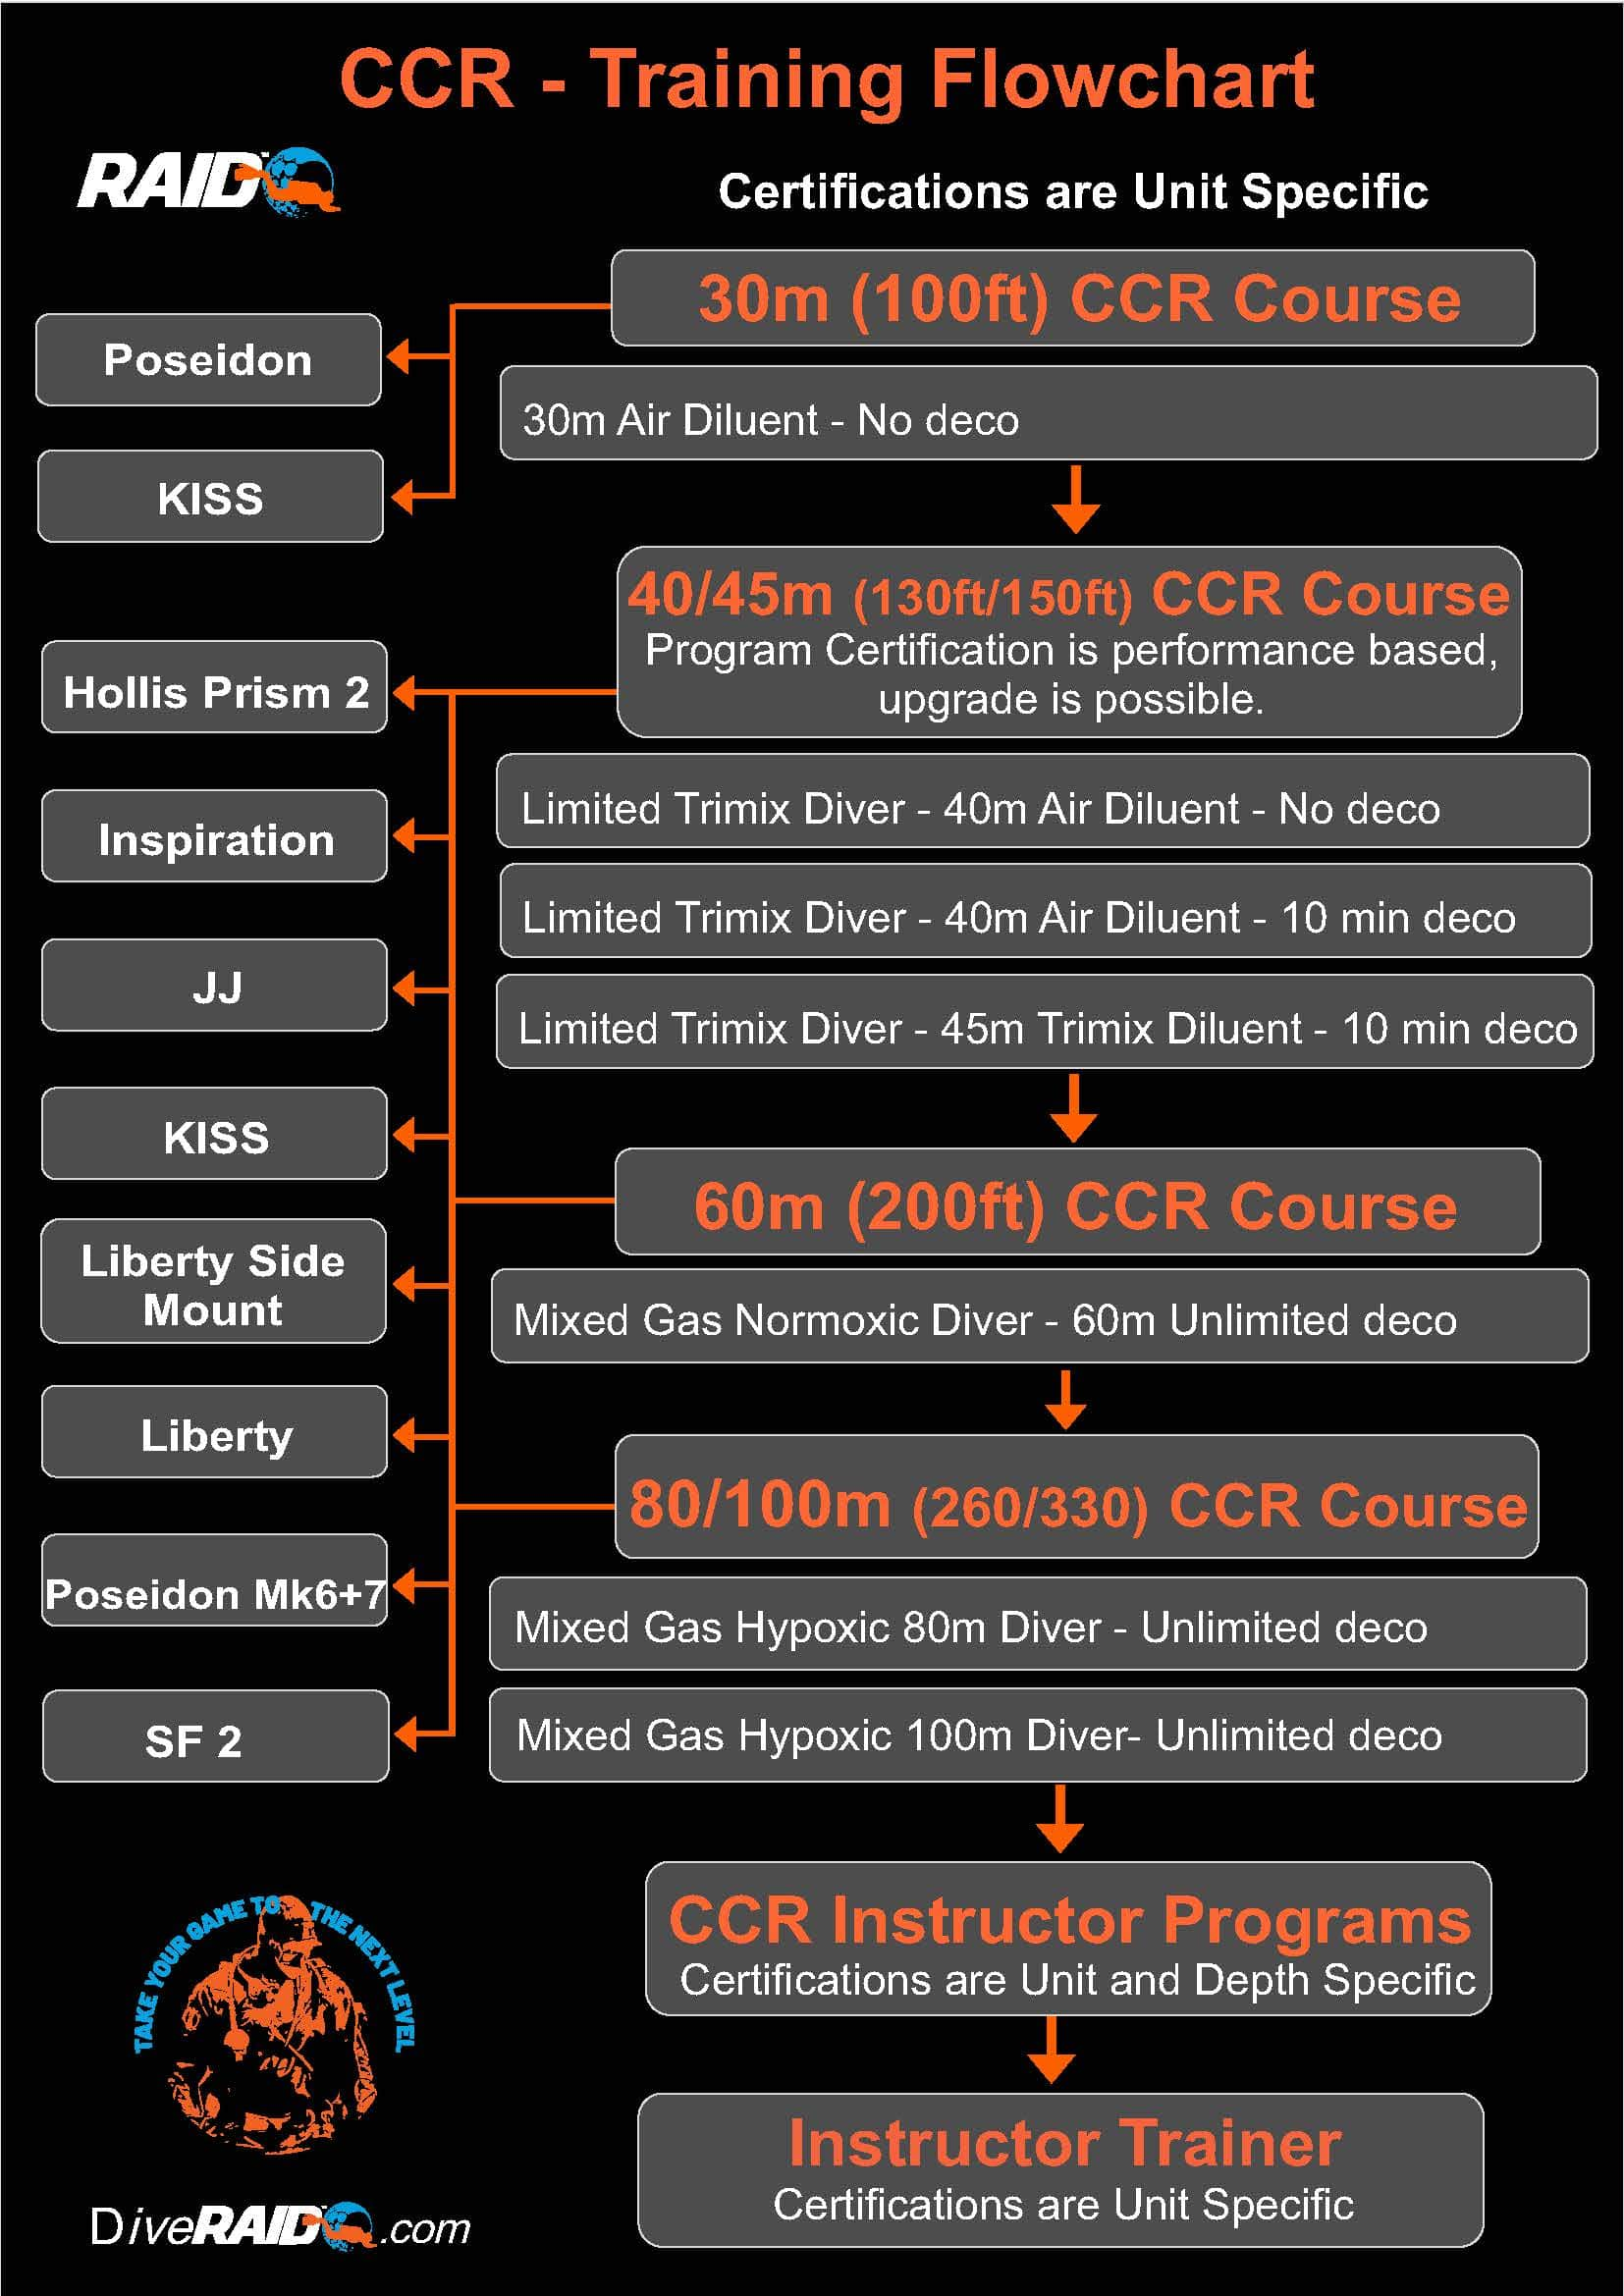 CCR - Training Flowchart
RAID
Certifications are Unit Specific
30m (100ft) CCR Course
Poseidon
30m Air Diluent - No deco
KISS
40/45m (130ft/150ft) CCR Course
Program Certification is performance based,
upgrade is possible.
Hollis Prism 2
Limited Trimix Diver - 40m Air Diluent - No deco
Inspiration
Limited Trimix Diver - 40m Air Diluent - 10 min deco
JJ
Limited Trimix Diver - 45m Trimix Diluent - 10 min deco
KISS
60m (200ft) CCR Course
Liberty Side
Mount
Mixed Gas Normoxic Diver - 60m Unlimited deco
Liberty
80/100m (260/330) CCR Course
Poseidon Mk6+7
Mixed Gas Hypoxic 80m Diver - Unlimited deco
SF 2
Mixed Gas Hypoxic 100m Diver- Unlimited deco
CCR Instructor Programs
Certifications are Unit and Depth Specific
TAKE YOUR GAME TO THE NEXT LEVEL
Instructor Trainer
Certifications are Unit Specific
DiveRAID.com